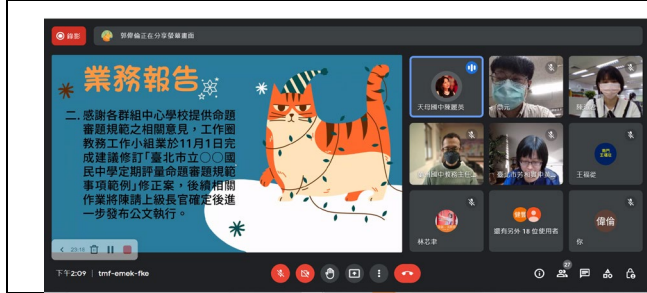 錄影
郭偉倫正在分享螢幕畫面
業務報告
二. 感謝各群組中心學校提供命題
審題規範之相關意見，工作圈
教務工作小組業於11月1日完
成建議修訂「臺北市立○○國
民中學定期評量命題審題規範
事項範例」修正案，後續相關
作業將陳請上級長官確定後進
一步發布公文執行。
天母國中陳麗英
王福從
林芯聿
還有另外 18 位使用者
偉倫
你
下午2:09 | tmf-emek-fke
27